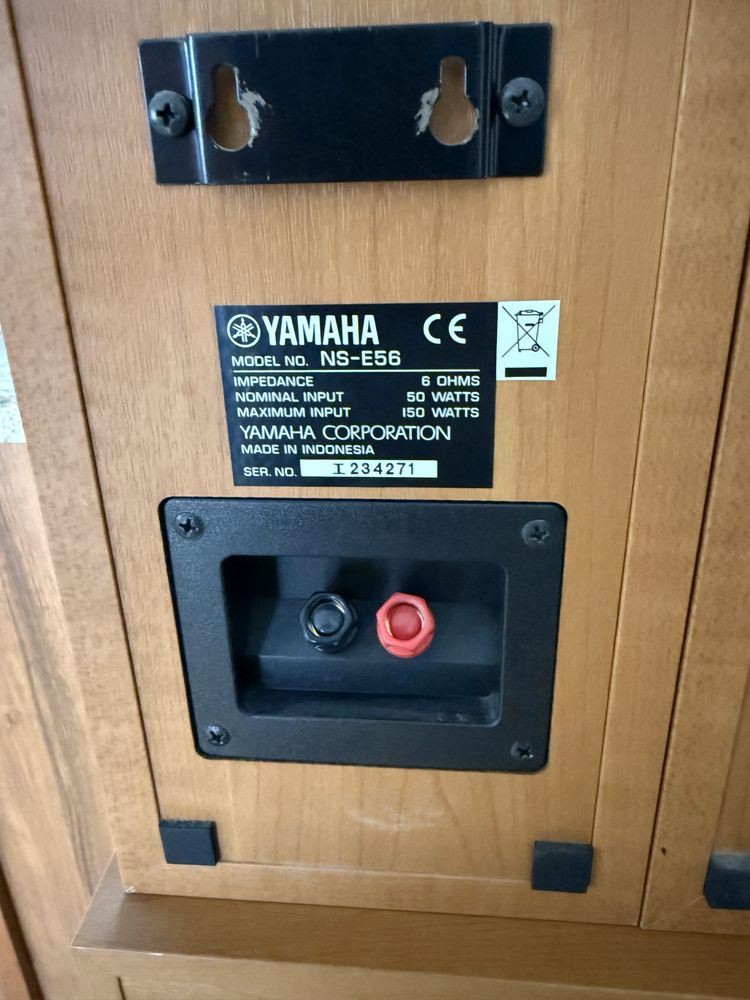 YAMAHA CE
MODEL NO. NS-E56
IMPEDANCE 6 OHMS
NOMINAL INPUT 50 WATTS
MAXIMUM INPUT 150 WATTS
YAMAHA CORPORATION
MADE IN INDONESIA
SER. NO. I 234271